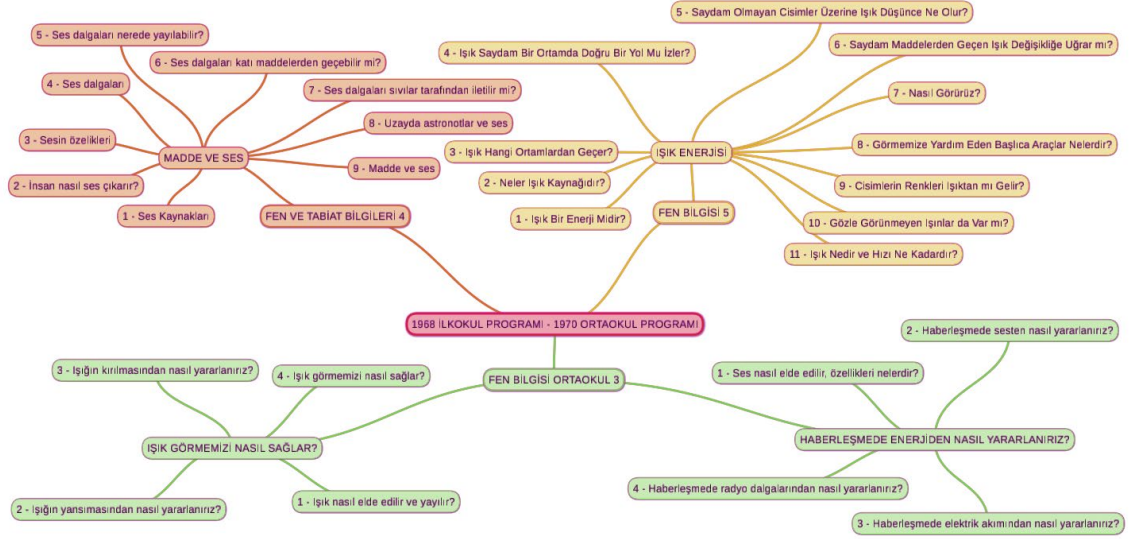 5 - Saydam Olmayan Cisimler Üzerine Işık Düşünce Ne Olur?
5 - Ses dalgaları nerede yayılabilir?
4 - Işık Saydam Bir Ortamda Doğru Bir Yol Mu İzler?
6 - Saydam Maddelerden Geçen Işık Değişikliğe Uğrar mı?
6 - Ses dalgaları katı maddelerden geçebilir mi?
4 - Ses dalgaları
7 - Ses dalgaları sıvılar tarafından iletilir mi?
7 - Nasıl Görürüz?
8 - Uzayda astronotlar ve ses
3 - Sesin özelikleri
MADDE VE SES
3 - Işık Hangi Ortamlardan Geçer?
IŞIK ENERJİSİ
8 - Görmemize Yardım Eden Başlıca Araçlar Nelerdir?
9 - Madde ve ses
2 - İnsan nasıl ses çıkarır?
2 - Neler Işık Kaynağıdır?
9 - Cisimlerin Renkleri Işıktan mı Gelir?
1 - Ses Kaynakları
FEN VE TABİAT BİLGİLERİ 4
1 - Işık Bir Enerji Midir?
FEN BİLGİSİ 5
10 - Gözle Görünmeyen Işınlar da Var mı?
11 - Işık Nedir ve Hızı Ne Kadardır?
1968 İLKOKUL PROGRAMI - 1970 ORTAOKUL PROGRAMI
2 - Haberleşmede sesten nasıl yararlanırız?
3 - Işığın kırılmasından nasıl yararlanırız?
4 - Işık görmemizi nasıl sağlar?
FEN BİLGİSİ ORTAOKUL 3
1 - Ses nasıl elde edilir, özellikleri nelerdir?
IŞIK GÖRMEMİZİ NASIL SAĞLAR?
HABERLEŞMEDE ENERJİDEN NASIL YARARLANIRIZ?
4 - Haberleşmede radyo dalgalarından nasıl yararlanırız?
1 - Işık nasıl elde edilir ve yayılır?
2 - Işığın yansımasından nasıl yararlanırız?
3 - Haberleşmede elektrik akımından nasıl yararlanırız?